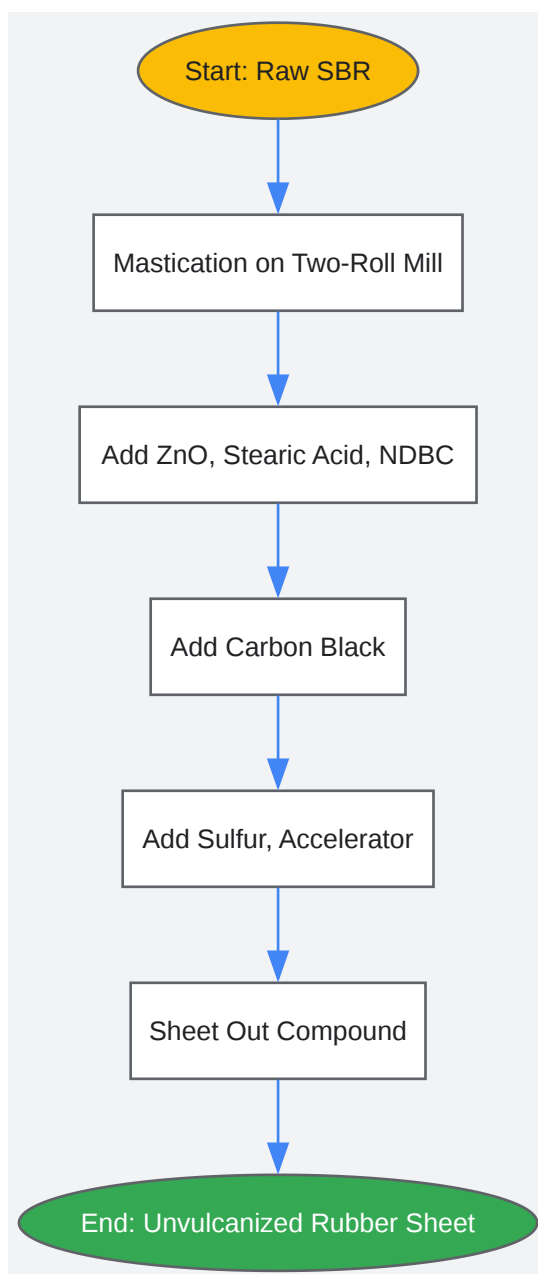 Start: Raw SBR
Mastication on Two-Roll Mill
Add ZnO, Stearic Acid, NDBC
Add Carbon Black
Add Sulfur, Accelerator
Sheet Out Compound
End: Unvulcanized Rubber Sheet